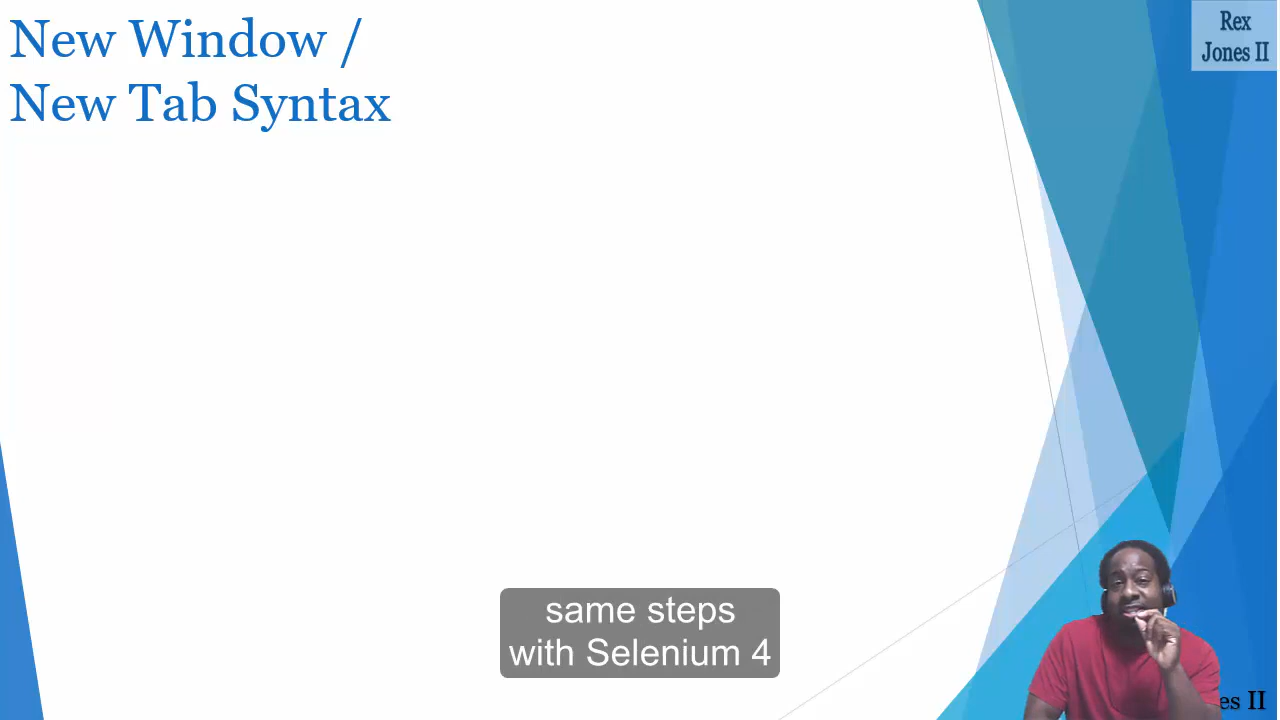 New Window /
New Tab Syntax
Rex
Jones II
same steps
with Selenium 4
es II